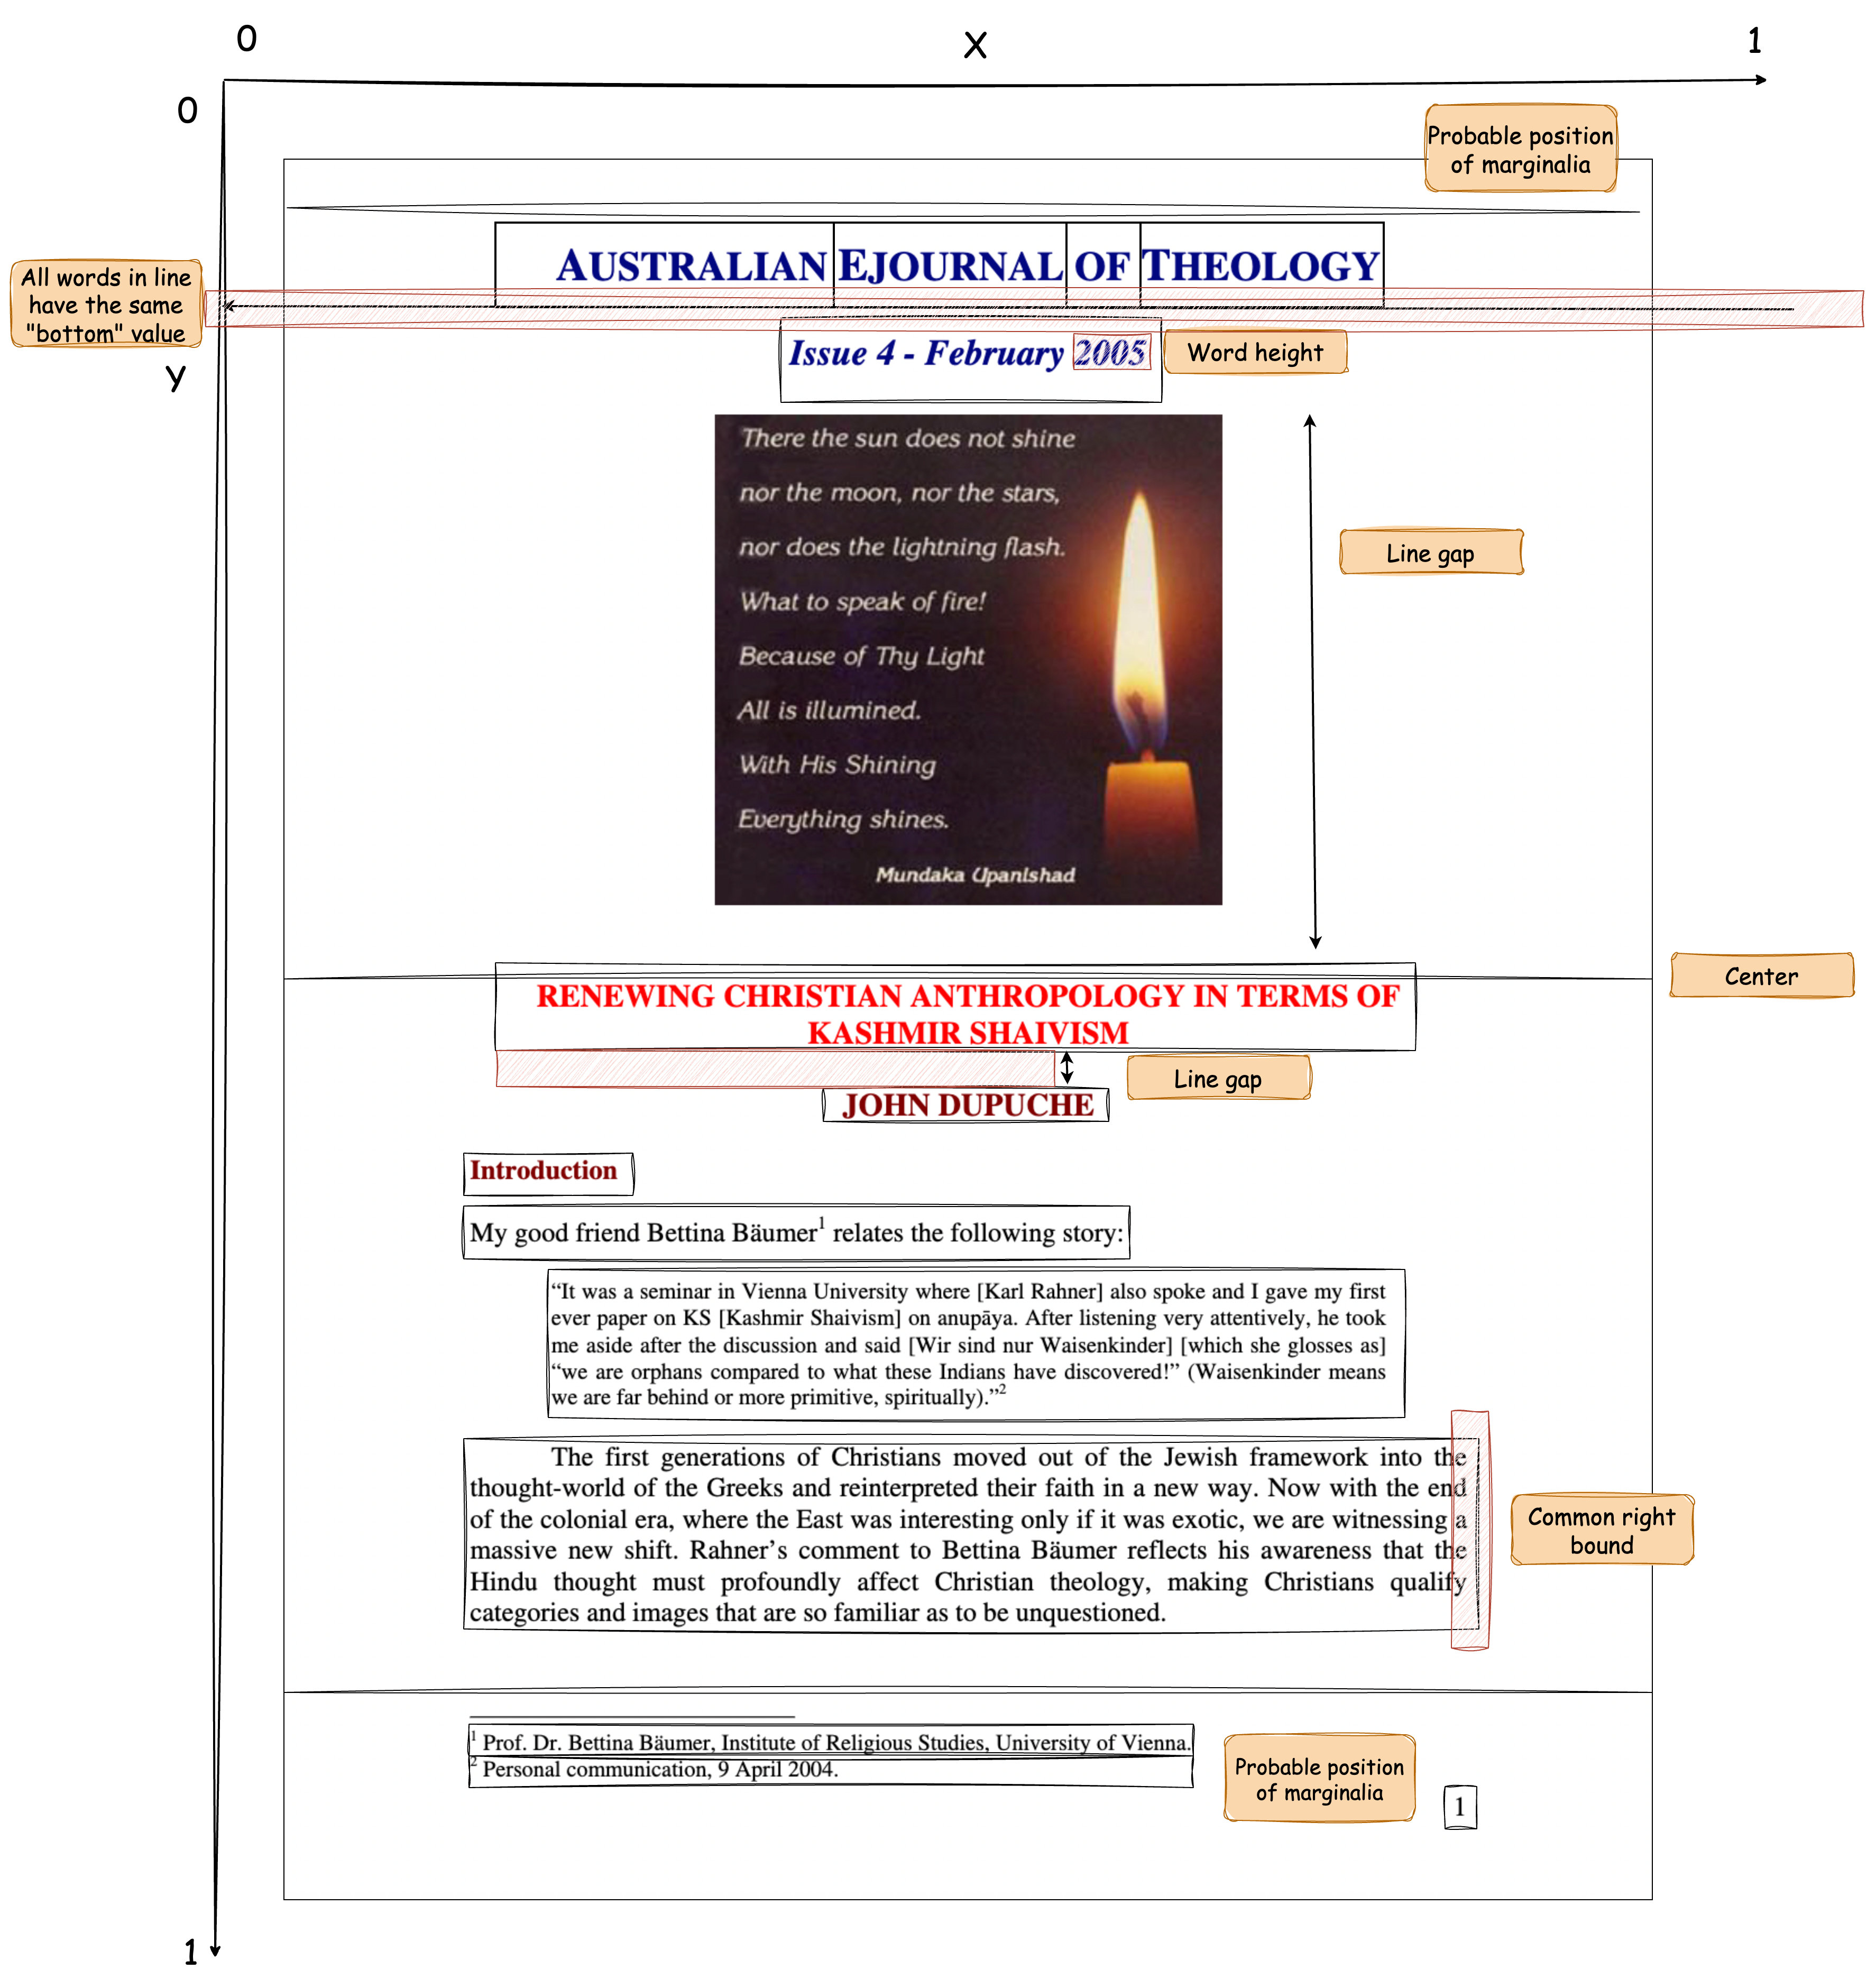 0
X
1
0
Probable position
of marginalia
AUSTRALIAN EJOURNAL OF THEOLOGY
All words in line
have the same
"bottom" value
Issue 4 - February 2005
Word height
Y
There the sun does not shine
nor the moon, nor the stars,
nor does the lightning flash.
What to speak of fire!
Because of Thy Light
All is illumined.
With His Shining
Everything shines.
Mundaka Upanishad
Line gap
Center
RENEWING CHRISTIAN ANTHROPOLOGY IN TERMS OF
KASHMIR SHAIVISM
Line gap
JOHN DUPUCHE
Introduction
My good friend Bettina Bäumer¹ relates the following story:
“It was a seminar in Vienna University where [Karl Rahner] also spoke and I gave my first
ever paper on KS [Kashmir Shaivism] on anupāya. After listening very attentively, he took
me aside after the discussion and said [Wir sind nur Waisenkinder] [which she glosses as]
“we are orphans compared to what these Indians have discovered!” (Waisenkinder means
we are far behind or more primitive, spiritually).”²
The first generations of Christians moved out of the Jewish framework into the
thought-world of the Greeks and reinterpreted their faith in a new way. Now with the end
of the colonial era, where the East was interesting only if it was exotic, we are witnessing a
massive new shift. Rahner’s comment to Bettina Bäumer reflects his awareness that the
Hindu thought must profoundly affect Christian theology, making Christians qualify
categories and images that are so familiar as to be unquestioned.
Common right
bound
¹ Prof. Dr. Bettina Bäumer, Institute of Religious Studies, University of Vienna.
² Personal communication, 9 April 2004.
Probable position
of marginalia
1
1